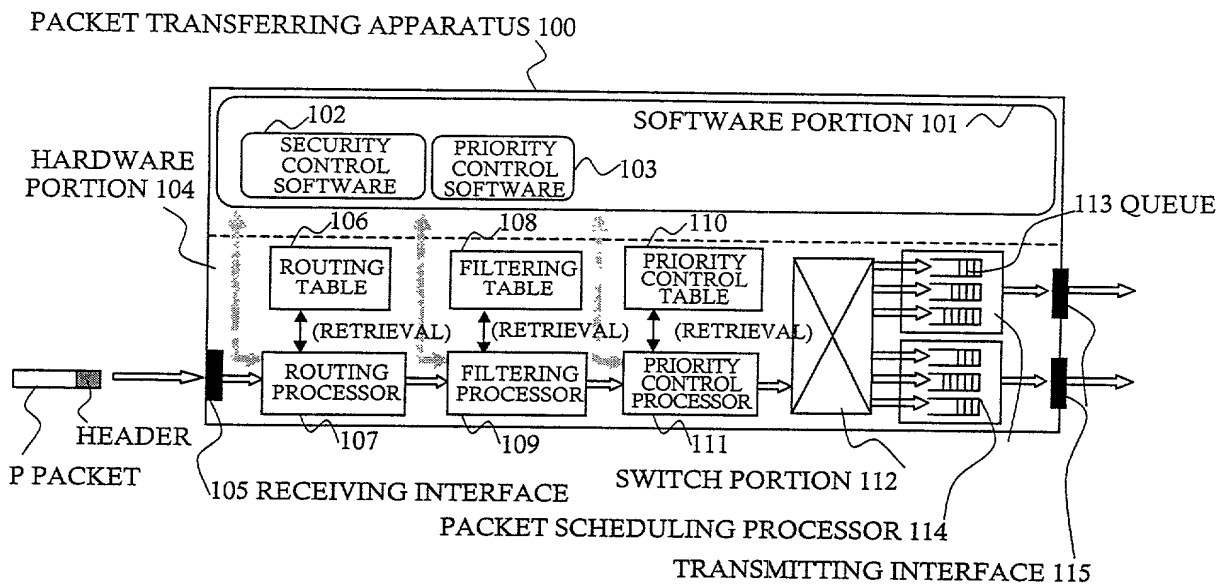 PACKET TRANSFERRING APPARATUS 100
SOFTWARE PORTION 101
102
SECURITY
CONTROL
SOFTWARE
PRIORITY
CONTROL
SOFTWARE
103
HARDWARE
PORTION 104
113 QUEUE
106
108
110
ROUTING
TABLE
FILTERING
TABLE
PRIORITY
CONTROL
TABLE
(RETRIEVAL)
(RETRIEVAL)
(RETRIEVAL)
ROUTING
PROCESSOR
FILTERING
PROCESSOR
PRIORITY
CONTROL
PROCESSOR
107
109
111
HEADER
P PACKET
105 RECEIVING INTERFACE
SWITCH PORTION 112
PACKET SCHEDULING PROCESSOR 114
TRANSMITTING INTERFACE 115